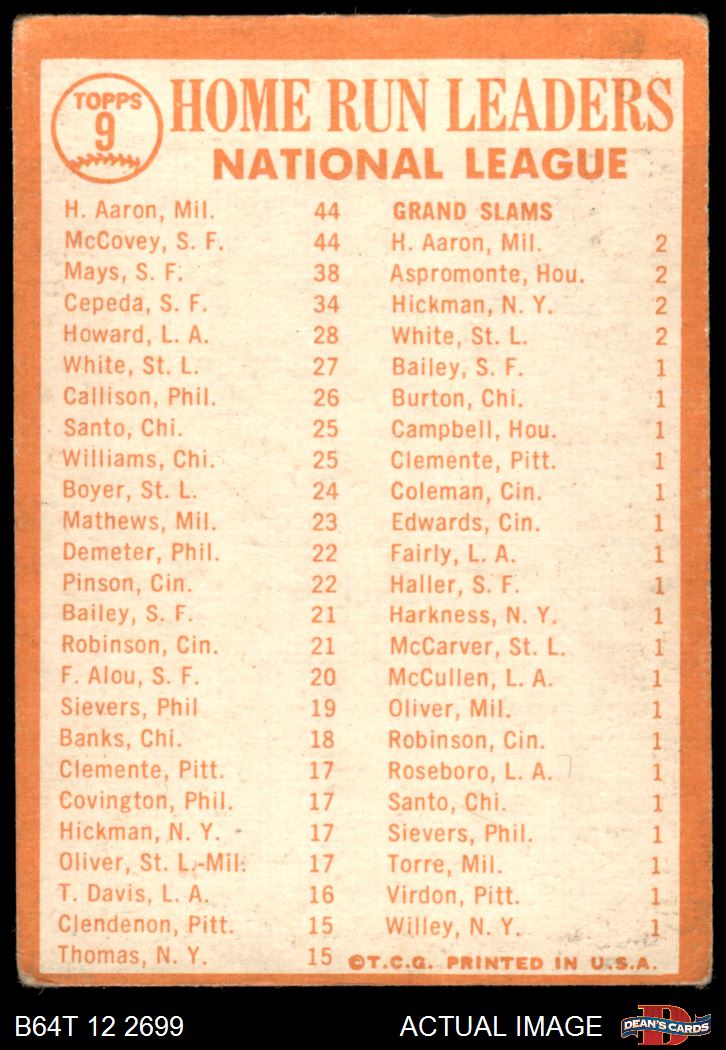 TOPPS
9
HOME RUN LEADERS
NATIONAL LEAGUE
H. Aaron, Mil. 44
McCovey, S. F. 44
Mays, S. F. 38
Cepeda, S. F. 34
Howard, L. A. 28
White, St. L. 27
Callison, Phil. 26
Santo, Chi. 25
Williams, Chi. 25
Boyer, St. L. 24
Mathews, Mil. 23
Demeter, Phil. 22
Pinson, Cin. 22
Bailey, S. F. 21
Robinson, Cin. 21
F. Alou, S. F. 20
Sievers, Phil 19
Banks, Chi. 18
Clemente, Pitt. 17
Covington, Phil. 17
Hickman, N. Y. 17
Oliver, St. L.-Mil. 17
T. Davis, L. A. 16
Clendenon, Pitt. 15
Thomas, N. Y. 15
GRAND SLAMS
H. Aaron, Mil. 2
Aspromonte, Hou. 2
Hickman, N. Y. 2
White, St. L. 2
Bailey, S. F. 1
Burton, Chi. 1
Campbell, Hou. 1
Clemente, Pitt. 1
Coleman, Cin. 1
Edwards, Cin. 1
Fairly, L. A. 1
Haller, S. F. 1
Harkness, N. Y. 1
McCarver, St. L. 1
McCullen, L. A. 1
Oliver, Mil. 1
Robinson, Cin. 1
Roseboro, L. A. 1
Santo, Chi. 1
Sievers, Phil. 1
Torre, Mil. 1
Virdon, Pitt. 1
Willey, N. Y. 1
©T.C.G. PRINTED IN U.S.A.
B64T 12 2699
ACTUAL IMAGE
D
DEAN'S CARDS